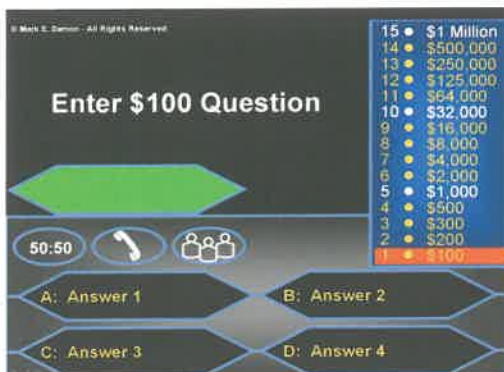 © Mark E. Damon - All Rights Reserved
Enter $100 Question
15 • $1 Million
14 • $500,000
13 • $250,000
12 • $125,000
11 • $64,000
10 • $32,000
9 • $16,000
8 • $8,000
7 • $4,000
6 • $2,000
5 • $1,000
4 • $500
3 • $300
2 • $200
1 • $100
50:50
A: Answer 1
B: Answer 2
C: Answer 3
D: Answer 4